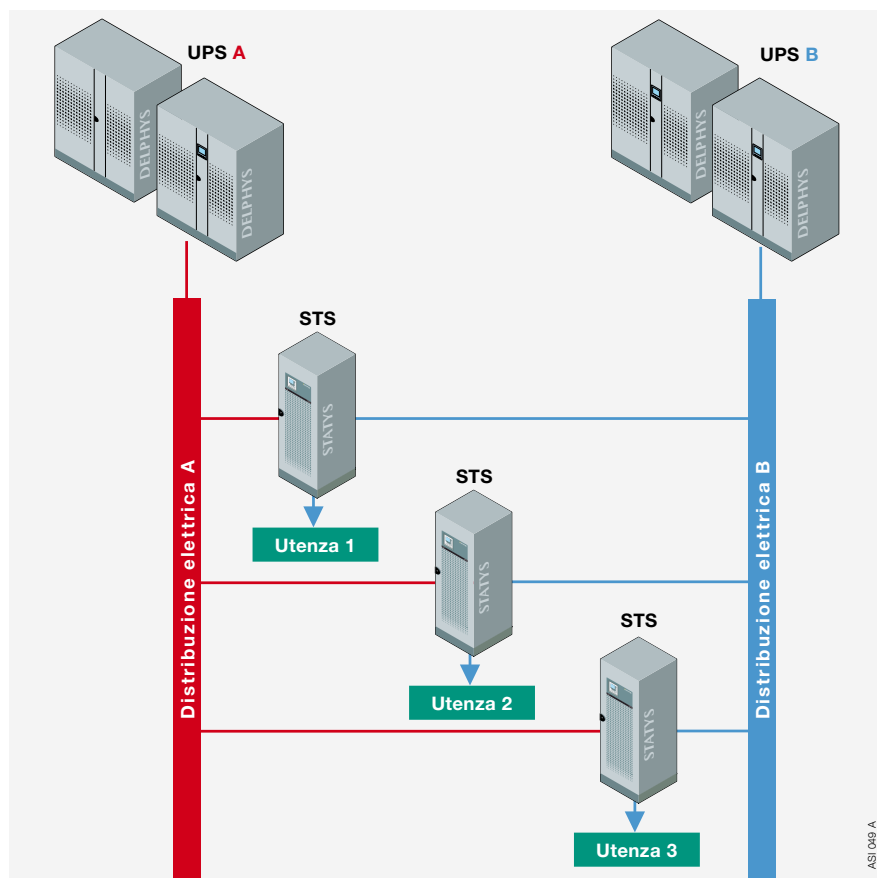 UPS A
UPS B
DELPHYS
DELPHYS
DELPHYS
DELPHYS
STS
STATYS
Utenza 1
STS
STATYS
Utenza 2
STS
STATYS
Utenza 3
Distribuzione elettrica A
Distribuzione elettrica B
ASI 049 A